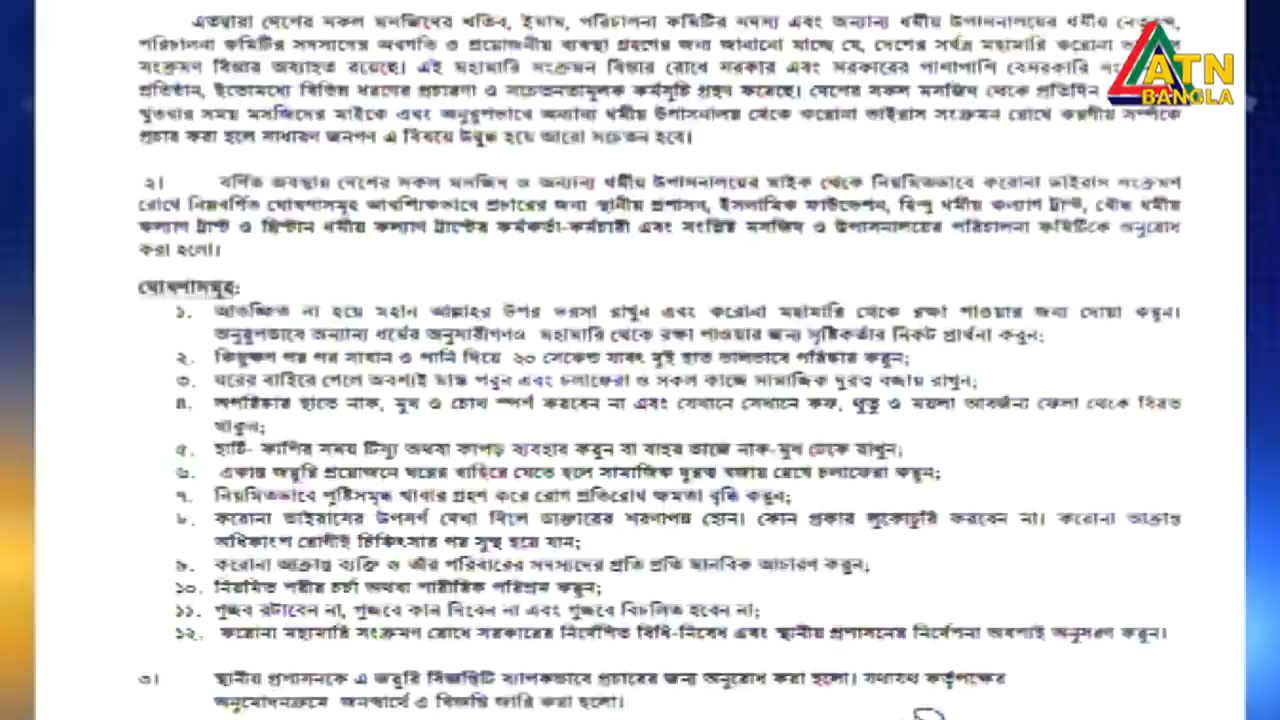 এতদ্বারা দেশের সকল মসজিদের খতিব, ইমাম, পরিচালনা কমিটির সদস্য এবং অন্যান্য ধর্মীয় উপাসনালয়ের ধর্মীয়
পরিচালনা কমিটির সদস্যদের অবগতি ও প্রয়োজনীয় ব্যবস্থা গ্রহণের জন্য জানানো যাচ্ছে যে, দেশের সর্বত্র মহামারি করোনা
সংক্রমণ বিস্তার অব্যাহত রয়েছে। এই মহামারি সংক্রমন বিস্তার রোধে সরকার এবং সরকারের পাশাপাশি বেসরকারি
প্রতিষ্ঠান, ইতোমধ্যে বিভিন্ন ধরণের প্রচারণা ও সচেতনতামূলক কর্মসূচি গ্রহণ করেছে। দেশের সকল মসজিদ থেকে প্রতিদিন
খুতবার সময় মসজিদের মাইকে এবং অনুরূপভাবে অন্যান্য ধর্মীয় উপাসনালয় থেকে করোনা ভাইরাস সংক্রমন রোধে করণীয় সম্পর্কে
প্রচার করা হলে সাধারণ জনগণ এ বিষয়ে উদ্বুদ্ধ হয়ে আরো সচেতন হবে।
২। বর্ণিত অবস্থায় দেশের সকল মসজিদ ও অন্যান্য ধর্মীয় উপাসনালয়ের মাইক থেকে নিয়মিতভাবে করোনা ভাইরাস সংক্রমণ
রোধে নিম্নবর্ণিত ঘোষণাসমূহ আবশ্যিকভাবে প্রচারের জন্য স্থানীয় প্রশাসন, ইসলামিক ফাউন্ডেশন, হিন্দু ধর্মীয় কল্যাণ ট্রাস্ট, বৌদ্ধ ধর্মীয়
কল্যাণ ট্রাস্ট ও খ্রিস্টান ধর্মীয় কল্যাণ ট্রাস্টের কর্মকর্তা-কর্মচারী এবং সংশ্লিষ্ট মসজিদ ও উপাসনালয়ের পরিচালনা কমিটিকে অনুরোধ
করা হলো।
ঘোষণাসমূহ:
১. আতঙ্কিত না হয়ে মহান আল্লাহর উপর ভরসা রাখুন এবং করোনা মহামারি থেকে রক্ষা পাওয়ার জন্য দোয়া করুন।
অনুরূপভাবে অন্যান্য ধর্মের অনুসারীগণও মহামারি থেকে রক্ষা পাওয়ার জন্য সৃষ্টিকর্তার নিকট প্রার্থনা করুন;
২. কিছুক্ষণ পর পর সাবান ও পানি দিয়ে ২০ সেকেন্ড যাবৎ দুই হাত ভালভাবে পরিষ্কার করুন;
৩. ঘরের বাহিরে গেলে অবশ্যই মাস্ক পরুন এবং চলাফেরা ও সকল কাজে সামাজিক দূরত্ব বজায় রাখুন;
৪. অপরিষ্কার হাতে নাক, মুখ ও চোখ স্পর্শ করবেন না এবং যেখানে সেখানে কফ, থুতু ও ময়লা আবর্জনা ফেলা থেকে বিরত
থাকুন;
৫. হাচি- কাশির সময় টিস্যু অথবা কাপড় ব্যবহার করুন বা বাহুর ভাজে নাক-মুখ ঢেকে রাখুন;
৬. একান্ত জরুরি প্রয়োজনে ঘরের বাহিরে যেতে হলে সামাজিক দূরত্ব বজায় রেখে চলাফেরা করুন;
৭. নিয়মিতভাবে পুষ্টিসমৃদ্ধ খাবার গ্রহণ করে রোগ প্রতিরোধ ক্ষমতা বৃদ্ধি করুন;
৮. করোনা ভাইরাসের উপসর্গ দেখা দিলে ডাক্তারের শরণাপন্ন হোন। কোন প্রকার লুকোচুরি করবেন না। করোনা আক্রান্ত
অধিকাংশ রোগীই চিকিৎসার পর সুস্থ হয়ে যান;
৯. করোনা আক্রান্ত ব্যক্তি ও তাঁর পরিবারের সদস্যদের প্রতি প্রতি মানবিক আচারণ করুন;
১০. নিয়মিত শরীর চর্চা অথবা শারীরিক পরিশ্রম করুন;
১১. গুজব রটাবেন না, গুজবে কান দিবেন না এবং গুজবে বিচলিত হবেন না;
১২. করোনা মহামারি সংক্রমণ রোধে সরকারের নির্দেশিত বিধি-নিষেধ এবং স্থানীয় প্রশাসনের নির্দেশনা অবশ্যই অনুসরণ করুন।
৩। স্থানীয় প্রশাসনকে এ জরুরি বিজ্ঞপ্তিটি ব্যাপকভাবে প্রচারের জন্য অনুরোধ করা হলো। যথাযথ কর্তৃপক্ষের
অনুমোদনক্রমে জনস্বার্থে এ বিজ্ঞপ্তি জারি করা হলো।
ATN
BANGLA